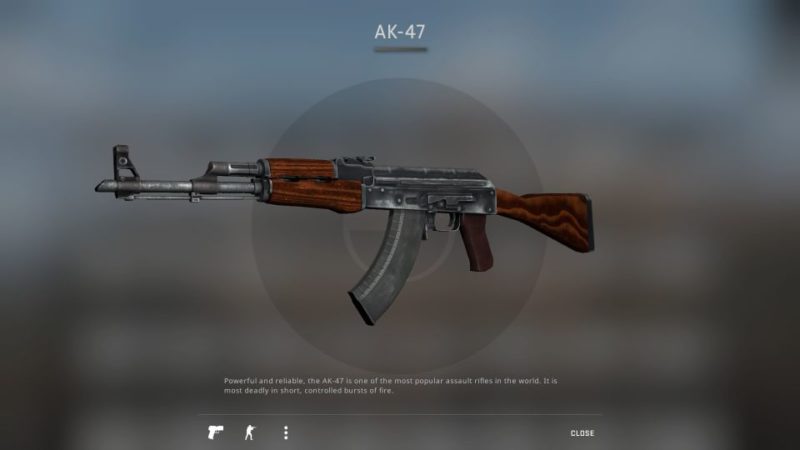 AK-47
Powerful and reliable, the AK-47 is one of the most popular assault rifles in the world. It is
most deadly in short, controlled bursts of fire.
CLOSE